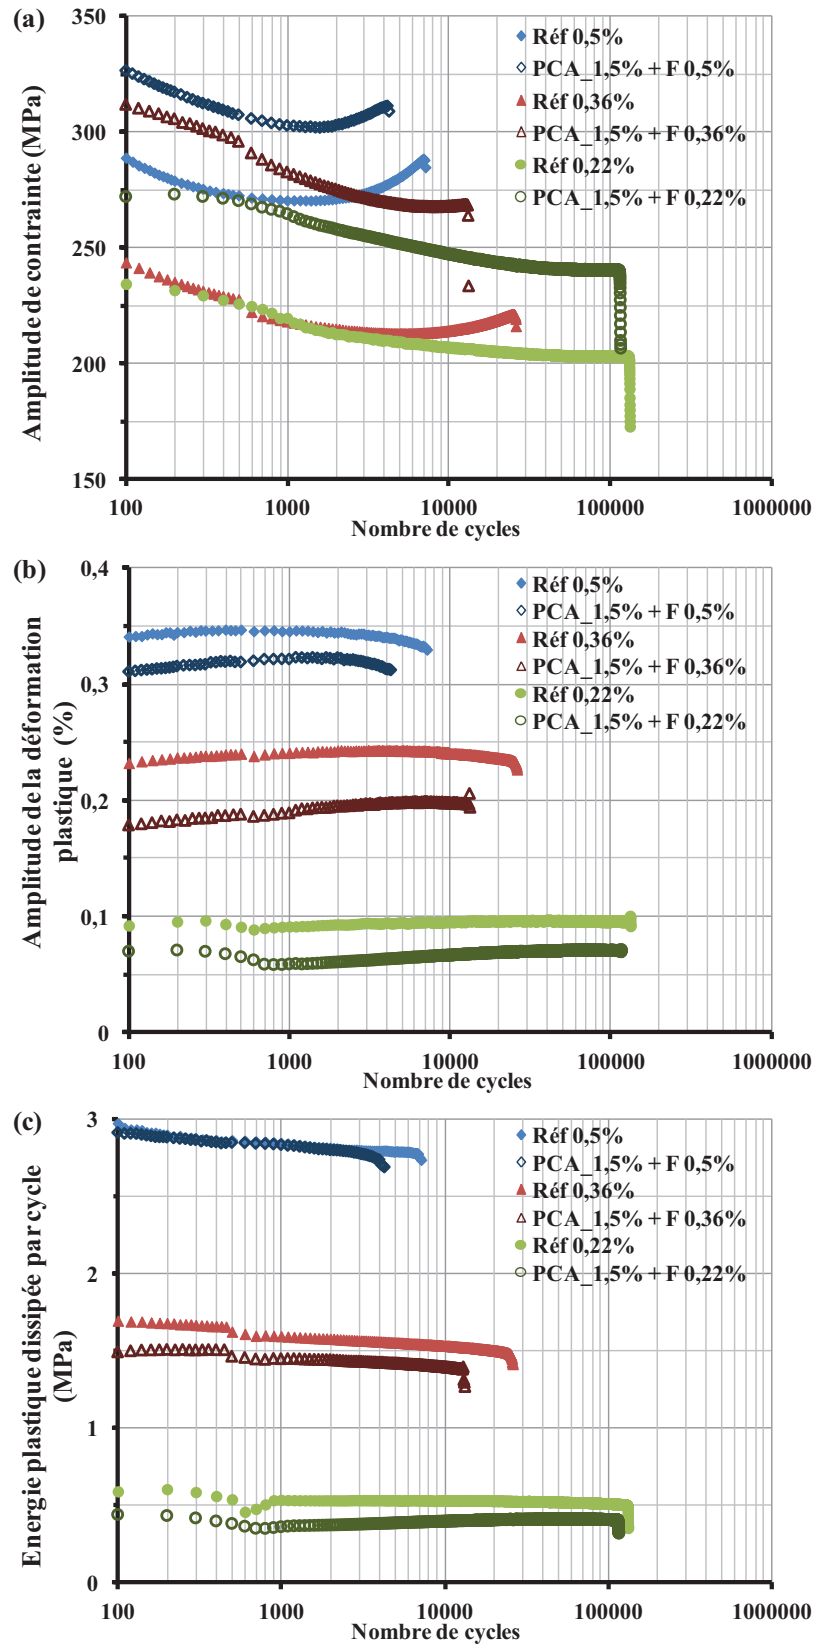 (a)
Amplitude de contrainte (MPa)
350
300
250
200
150
100
1000
10000
100000
1000000
Nombre de cycles
Réf 0,5%
PCA_1,5% + F 0,5%
Réf 0,36%
PCA_1,5% + F 0,36%
Réf 0,22%
PCA_1,5% + F 0,22%
(b)
Amplitude de la déformation
plastique (%)
0,4
0,3
0,2
0,1
0
100
1000
10000
100000
1000000
Nombre de cycles
Réf 0,5%
PCA_1,5% + F 0,5%
Réf 0,36%
PCA_1,5% + F 0,36%
Réf 0,22%
PCA_1,5% + F 0,22%
(c)
Energie plastique dissipée par cycle
(MPa)
3
2
1
0
100
1000
10000
100000
1000000
Nombre de cycles
Réf 0,5%
PCA_1,5% + F 0,5%
Réf 0,36%
PCA_1,5% + F 0,36%
Réf 0,22%
PCA_1,5% + F 0,22%